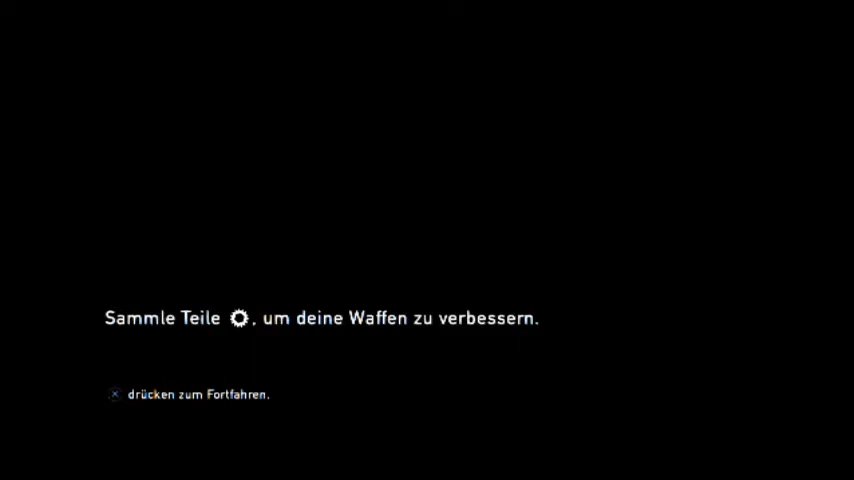 Sammle Teile , um deine Waffen zu verbessern.
drücken zum Fortfahren.